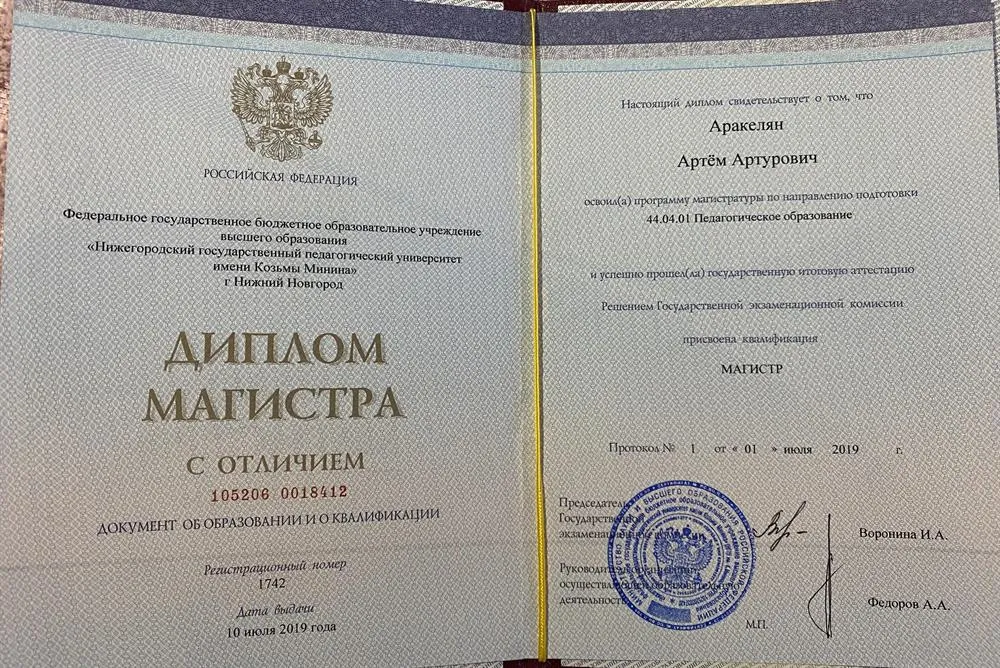 РОССИЙСКАЯ ФЕДЕРАЦИЯ
Федеральное государственное бюджетное образовательное учреждение
высшего образования
«Нижегородский государственный педагогический университет
имени Козьмы Минина»
г Нижний Новгород
ДИПЛОМ
МАГИСТРА
С ОТЛИЧИЕМ
105206 0018412
ДОКУМЕНТ ОБ ОБРАЗОВАНИИ И О КВАЛИФИКАЦИИ
Регистрационный номер
1742
Дата выдачи
10 июля 2019 года
Настоящий диплом свидетельствует о том, что
Аракелян
Артём Артурович
освоил(а) программу магистратуры по направлению подготовки
44.04.01 Педагогическое образование
и успешно прошел(ла) государственную итоговую аттестацию
Решением Государственной экзаменационной комиссии
присвоена квалификация
МАГИСТР
Протокол № 1 от « 01 » июля 2019 г.
Председатель
Государственной
экзаменационной комиссии
Воронина И.А.
Руководитель организации,
осуществляющей образовательную
деятельность
Федоров А.А.
М.П.